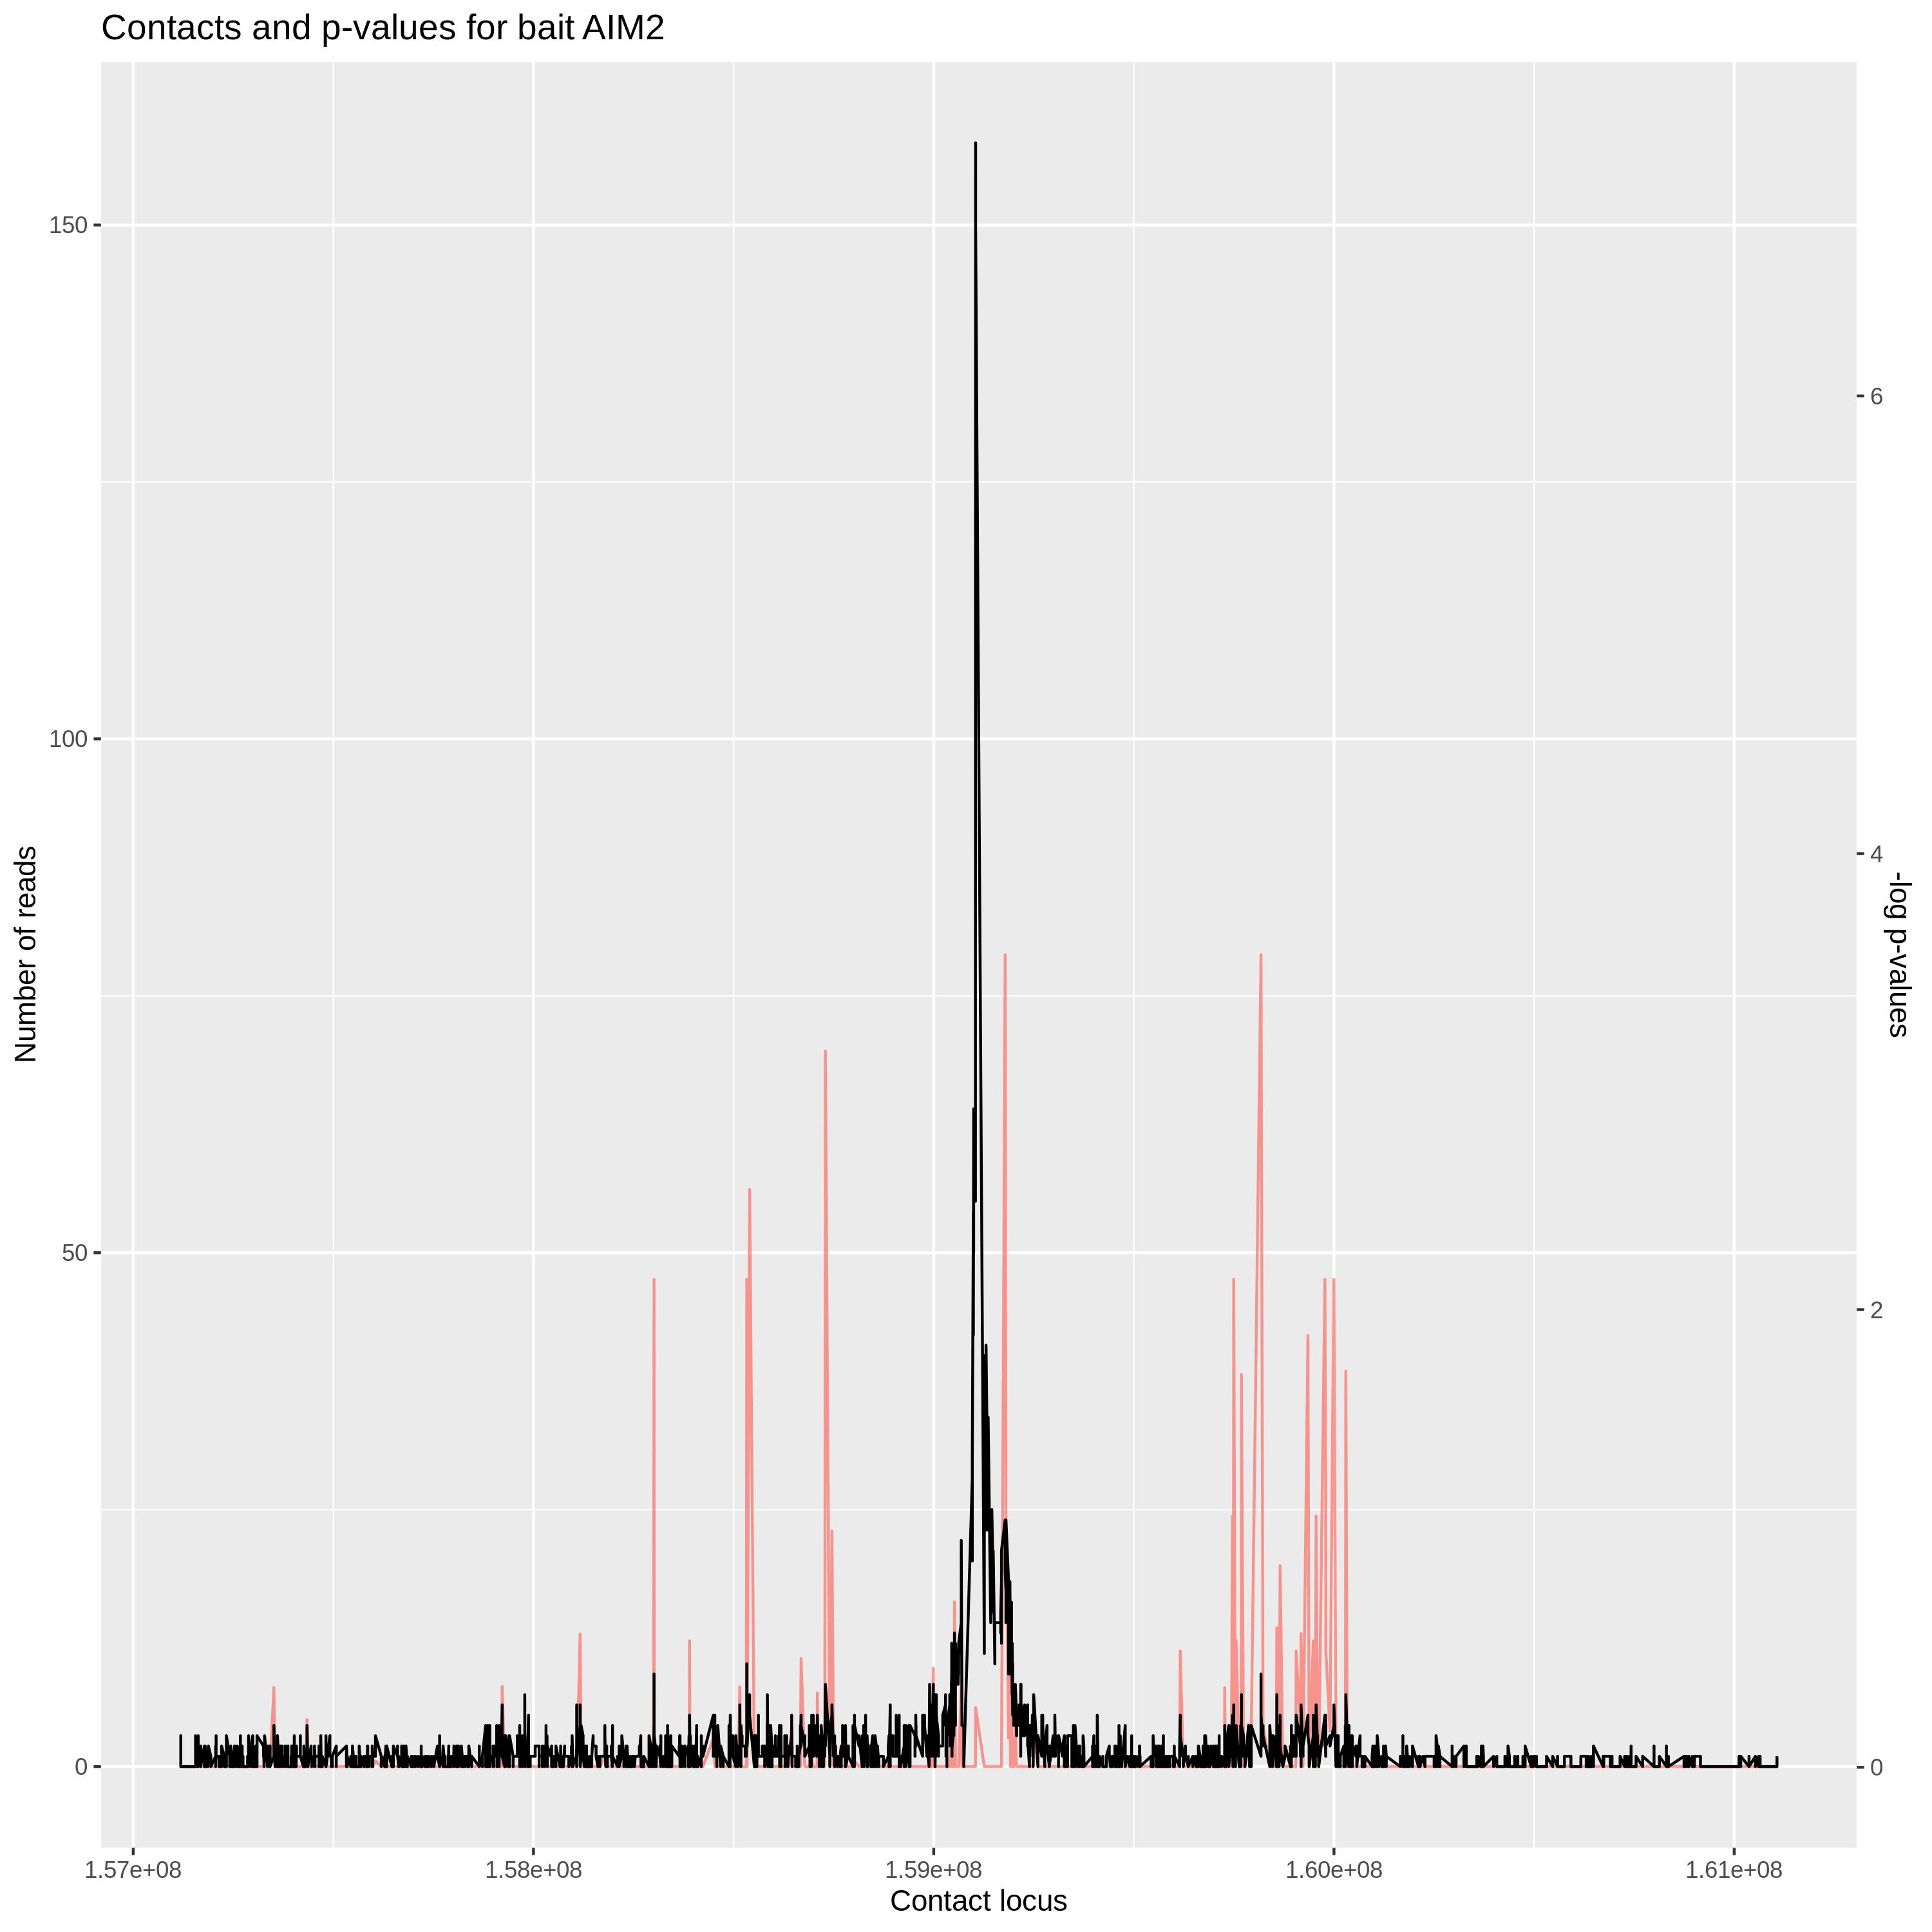 Contacts and p-values for bait AIM2
150
100
50
0
Number of reads
6
4
2
0
-log p-values
1.57e+08
1.58e+08
1.59e+08
1.60e+08
1.61e+08
Contact locus